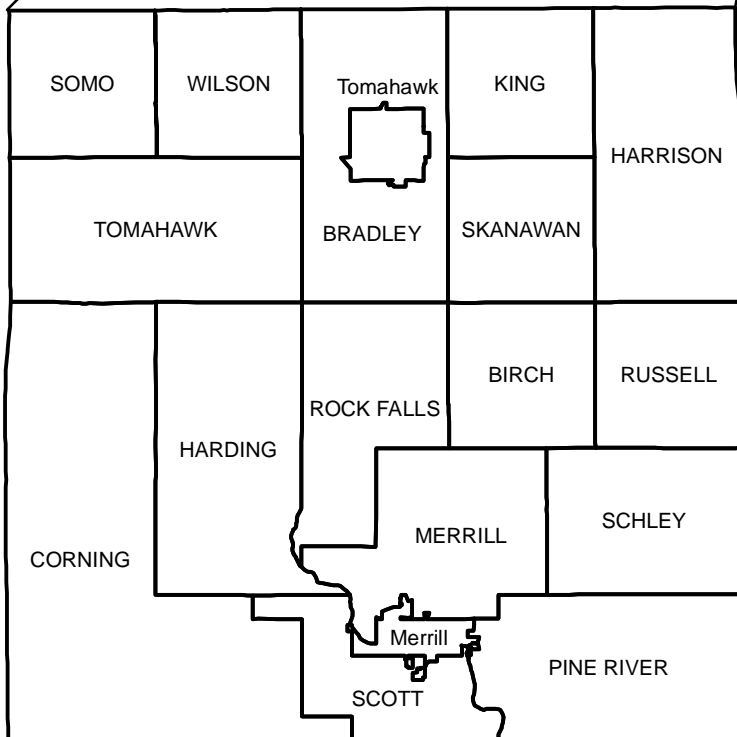 SOMO
WILSON
Tomahawk
KING
HARRISON
TOMAHAWK
BRADLEY
SKANAWAN
BIRCH
RUSSELL
ROCK FALLS
HARDING
SCHLEY
MERRILL
CORNING
Merrill
PINE RIVER
SCOTT